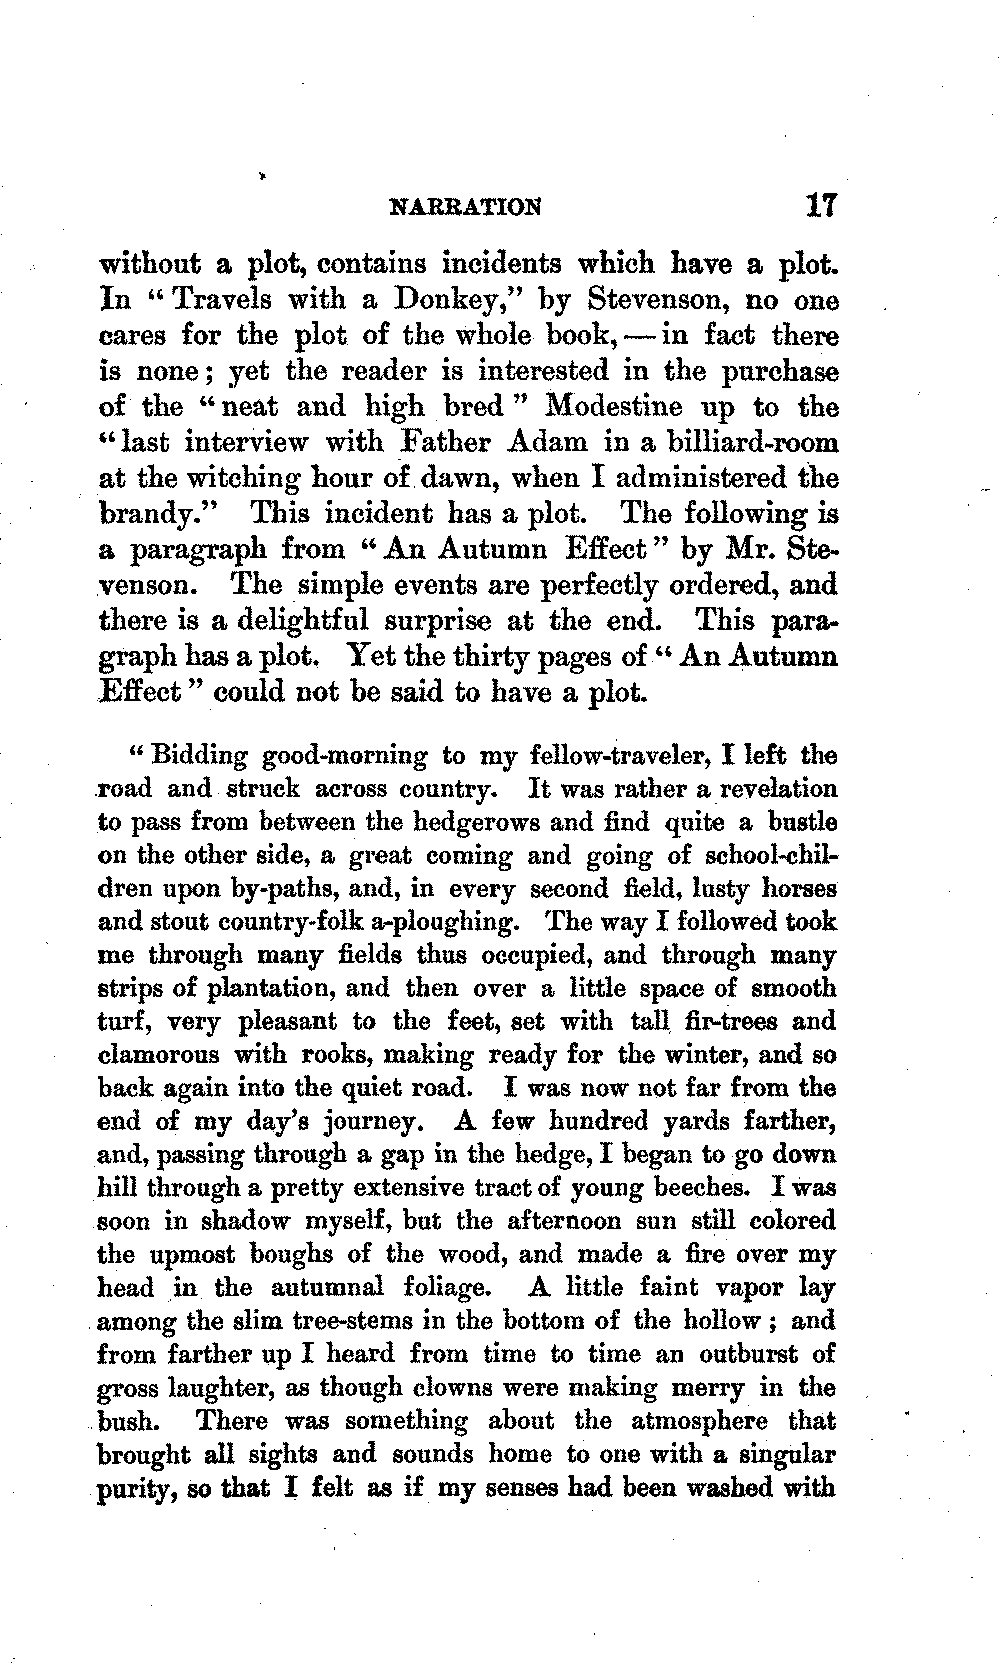 NARRATION 17
without a plot, contains incidents which have a plot.
In “ Travels with a Donkey,” by Stevenson, no one
cares for the plot of the whole book, — in fact there
is none ; yet the reader is interested in the purchase
of the “ neat and high bred ” Modestine up to the
“ last interview with Father Adam in a billiard-room
at the witching hour of dawn, when I administered the
brandy.” This incident has a plot. The following is
a paragraph from “ An Autumn Effect ” by Mr. Ste-
venson. The simple events are perfectly ordered, and
there is a delightful surprise at the end. This para-
graph has a plot. Yet the thirty pages of “ An Autumn
Effect ” could not be said to have a plot.
“ Bidding good-morning to my fellow-traveler, I left the
road and struck across country. It was rather a revelation
to pass from between the hedgerows and find quite a bustle
on the other side, a great coming and going of school-chil-
dren upon by-paths, and, in every second field, lusty horses
and stout country-folk a-ploughing. The way I followed took
me through many fields thus occupied, and through many
strips of plantation, and then over a little space of smooth
turf, very pleasant to the feet, set with tall fir-trees and
clamorous with rooks, making ready for the winter, and so
back again into the quiet road. I was now not far from the
end of my day’s journey. A few hundred yards farther,
and, passing through a gap in the hedge, I began to go down
hill through a pretty extensive tract of young beeches. I was
soon in shadow myself, but the afternoon sun still colored
the upmost boughs of the wood, and made a fire over my
head in the autumnal foliage. A little faint vapor lay
among the slim tree-stems in the bottom of the hollow ; and
from farther up I heard from time to time an outburst of
gross laughter, as though clowns were making merry in the
bush. There was something about the atmosphere that
brought all sights and sounds home to one with a singular
purity, so that I felt as if my senses had been washed with